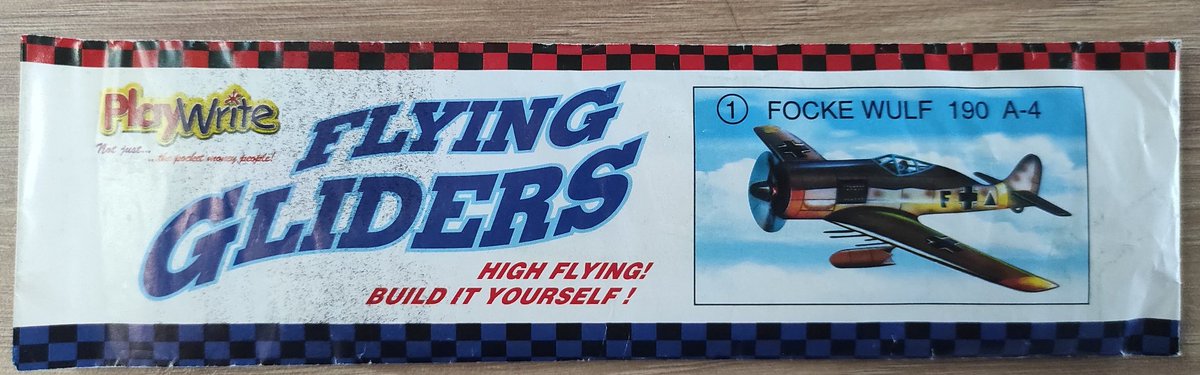 PlayWrite
Not just...
...the pocket money people!
FLYING
GLIDERS
HIGH FLYING!
BUILD IT YOURSELF!
1 FOCKE WULF 190 A-4
F A